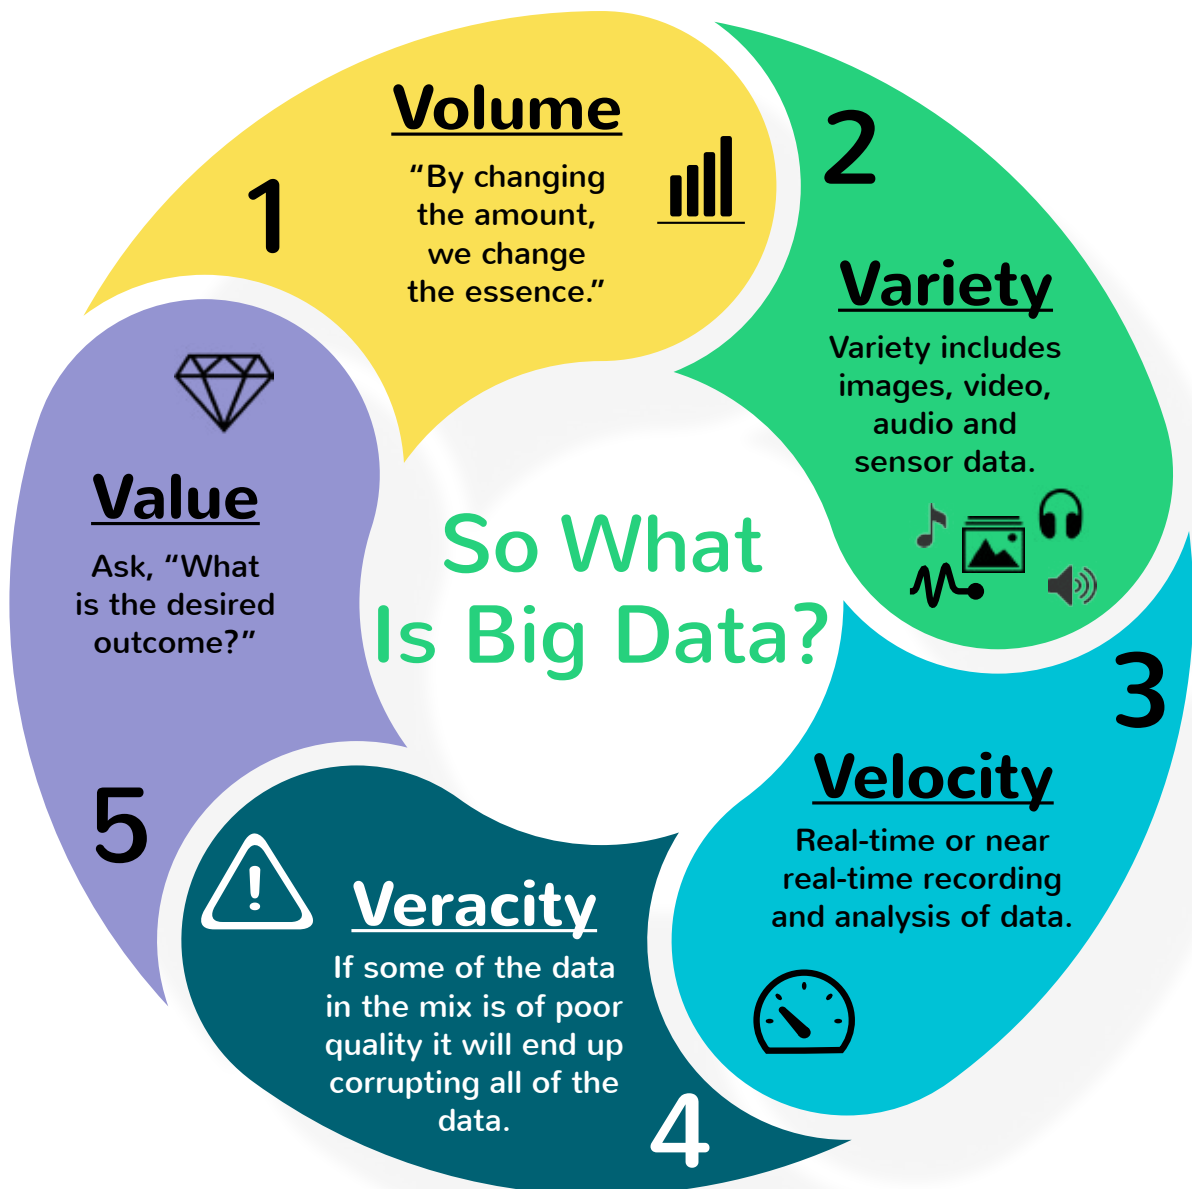 So What
Is Big Data?
1
Volume
“By changing
the amount,
we change
the essence.”
2
Variety
Variety includes
images, video,
audio and
sensor data.
3
Velocity
Real-time or near
real-time recording
and analysis of data.
4
Veracity
If some of the data
in the mix is of poor
quality it will end up
corrupting all of the
data.
5
Value
Ask, “What
is the desired
outcome?”